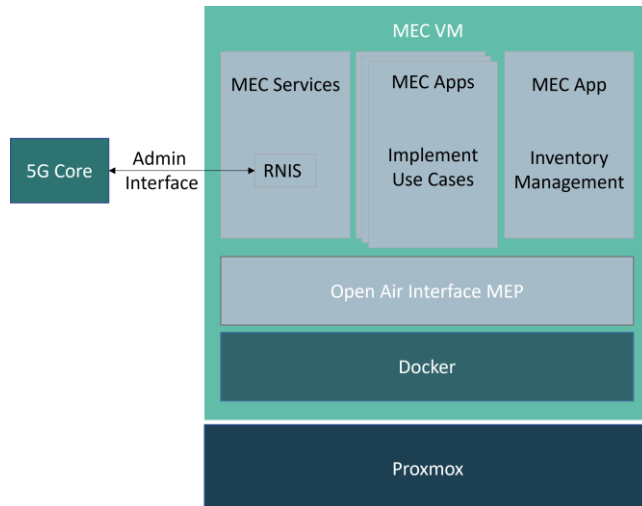 MEC VM
MEC Services
MEC Apps
MEC App
5G Core
Admin
Interface
RNIS
Implement
Use Cases
Inventory
Management
Open Air Interface MEP
Docker
Proxmox